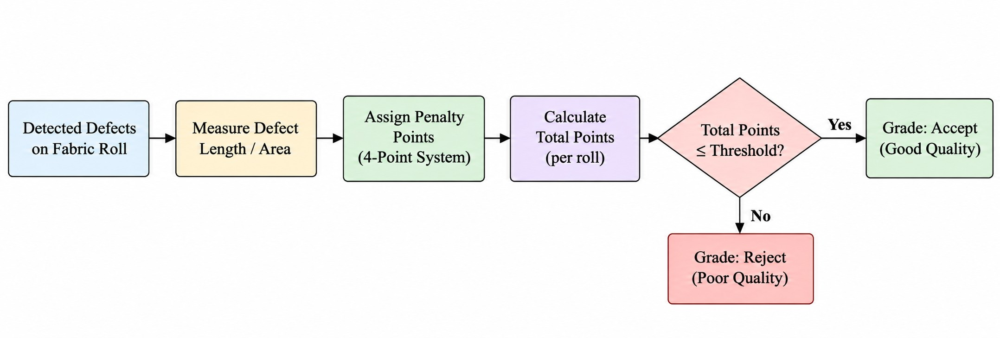 Detected Defects
on Fabric Roll
Measure Defect
Length / Area
Assign Penalty
Points
(4-Point System)
Calculate
Total Points
(per roll)
Total Points
≤ Threshold?
Yes
Grade: Accept
(Good Quality)
No
Grade: Reject
(Poor Quality)